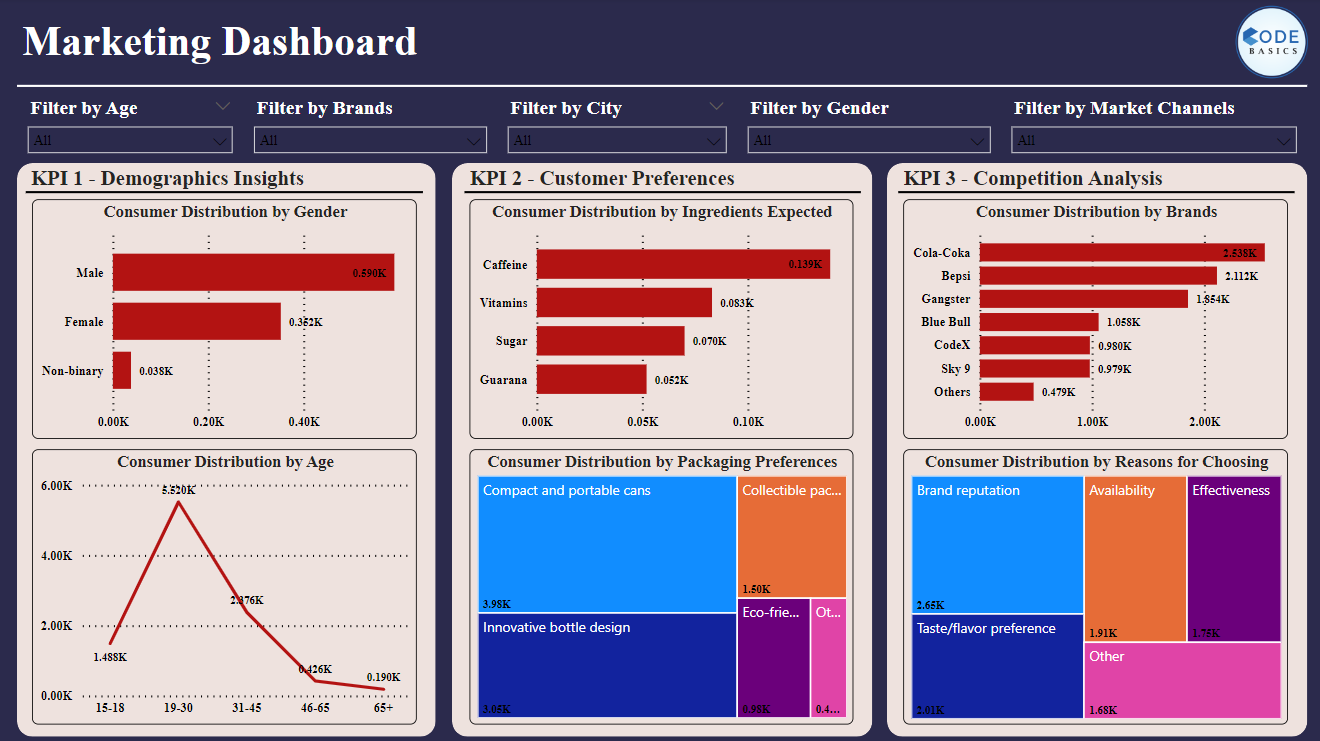 Marketing Dashboard
CODE
BASICS
Filter by Age
Filter by Brands
Filter by City
Filter by Gender
Filter by Market Channels
All
All
All
All
All
KPI 1 - Demographics Insights
Consumer Distribution by Gender
Male
0.590K
Female
0.352K
Non-binary
0.038K
0.00K
0.20K
0.40K
Consumer Distribution by Age
6.00K
4.00K
2.00K
0.00K
5.520K
2.376K
1.488K
0.426K
0.190K
15-18
19-30
31-45
46-65
65+
KPI 2 - Customer Preferences
Consumer Distribution by Ingredients Expected
Caffeine
0.139K
Vitamins
0.083K
Sugar
0.070K
Guarana
0.052K
0.00K
0.05K
0.10K
Consumer Distribution by Packaging Preferences
Compact and portable cans
3.98K
Innovative bottle design
3.05K
Collectible pac...
1.50K
Eco-frie...
0.98K
Ot...
0.4...
KPI 3 - Competition Analysis
Consumer Distribution by Brands
Cola-Coka
2.538K
Bepsi
2.112K
Gangster
1.854K
Blue Bull
1.058K
CodeX
0.980K
Sky 9
0.979K
Others
0.479K
0.00K
1.00K
2.00K
Consumer Distribution by Reasons for Choosing
Brand reputation
2.65K
Taste/flavor preference
2.01K
Availability
1.91K
Effectiveness
1.75K
Other
1.68K